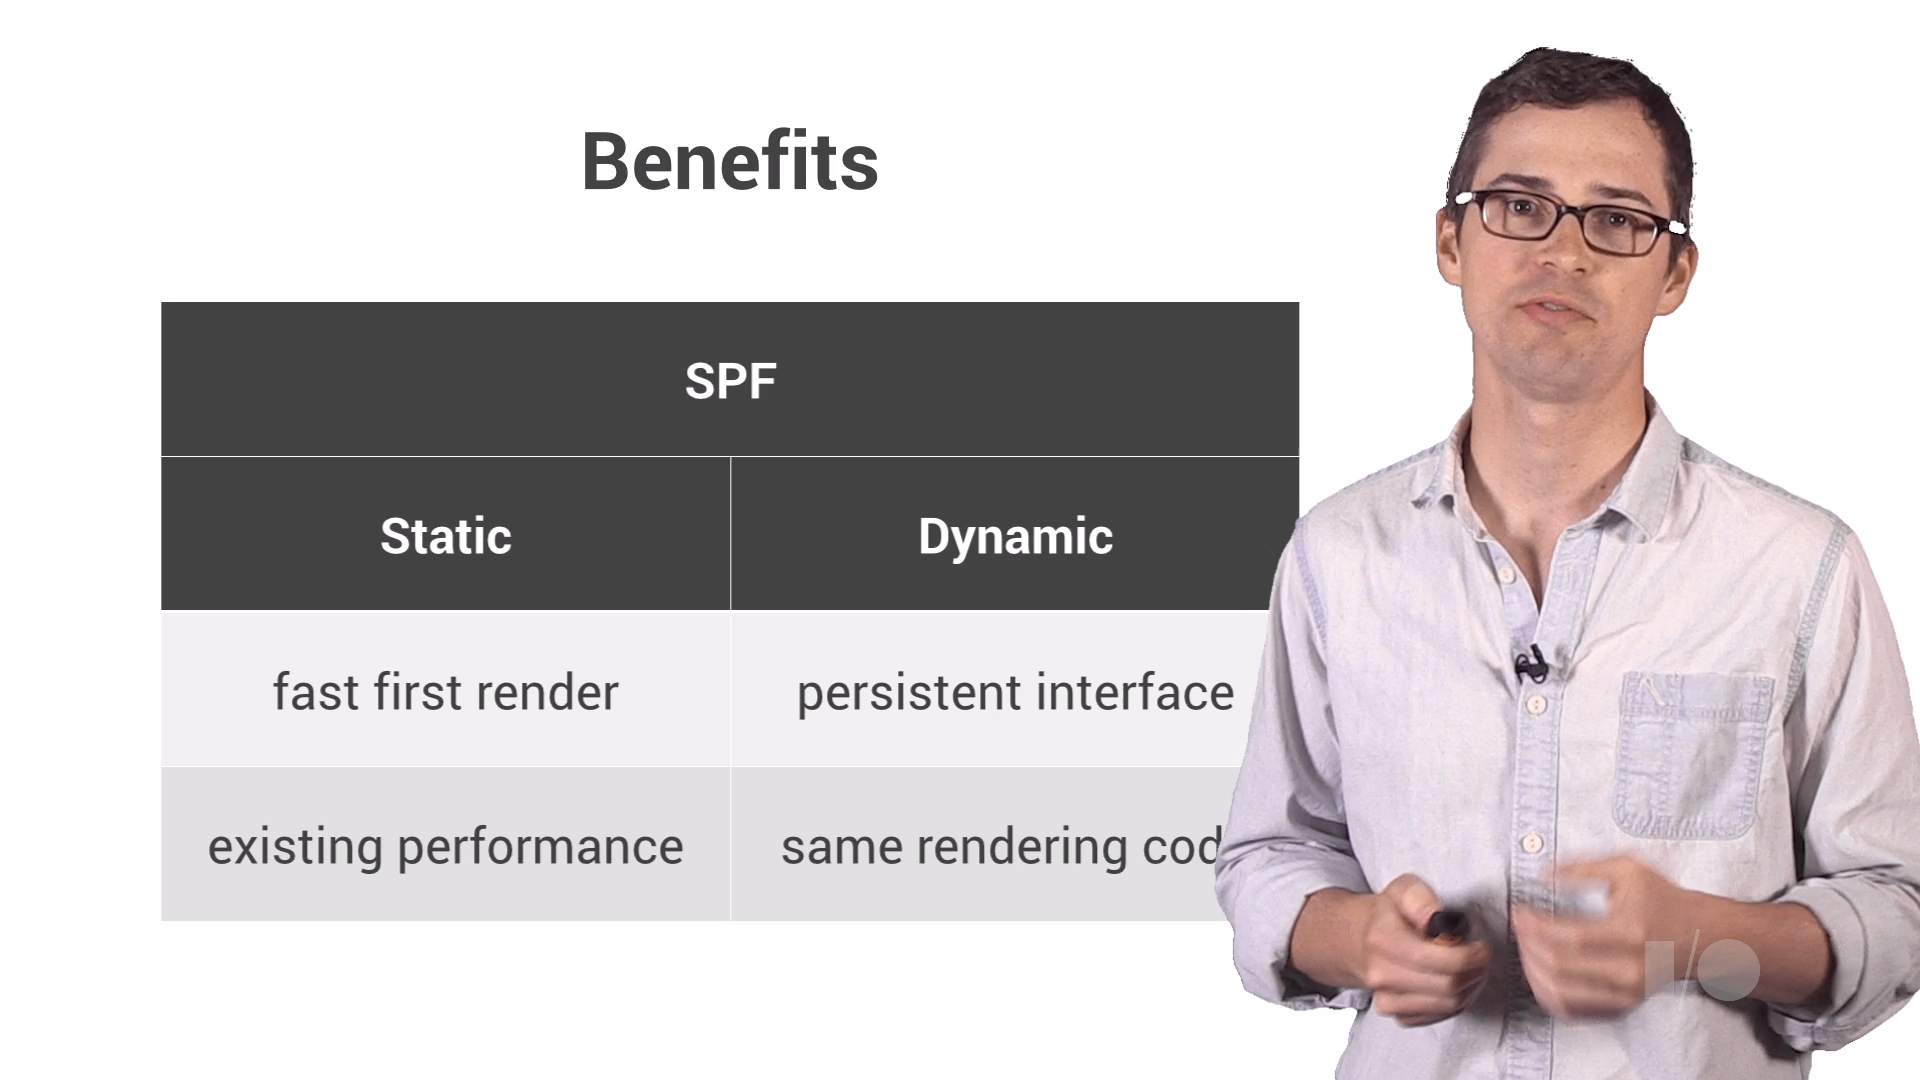 Benefits
SPF
Static Dynamic
fast first render persistent interface
existing performance same rendering cod
I/O